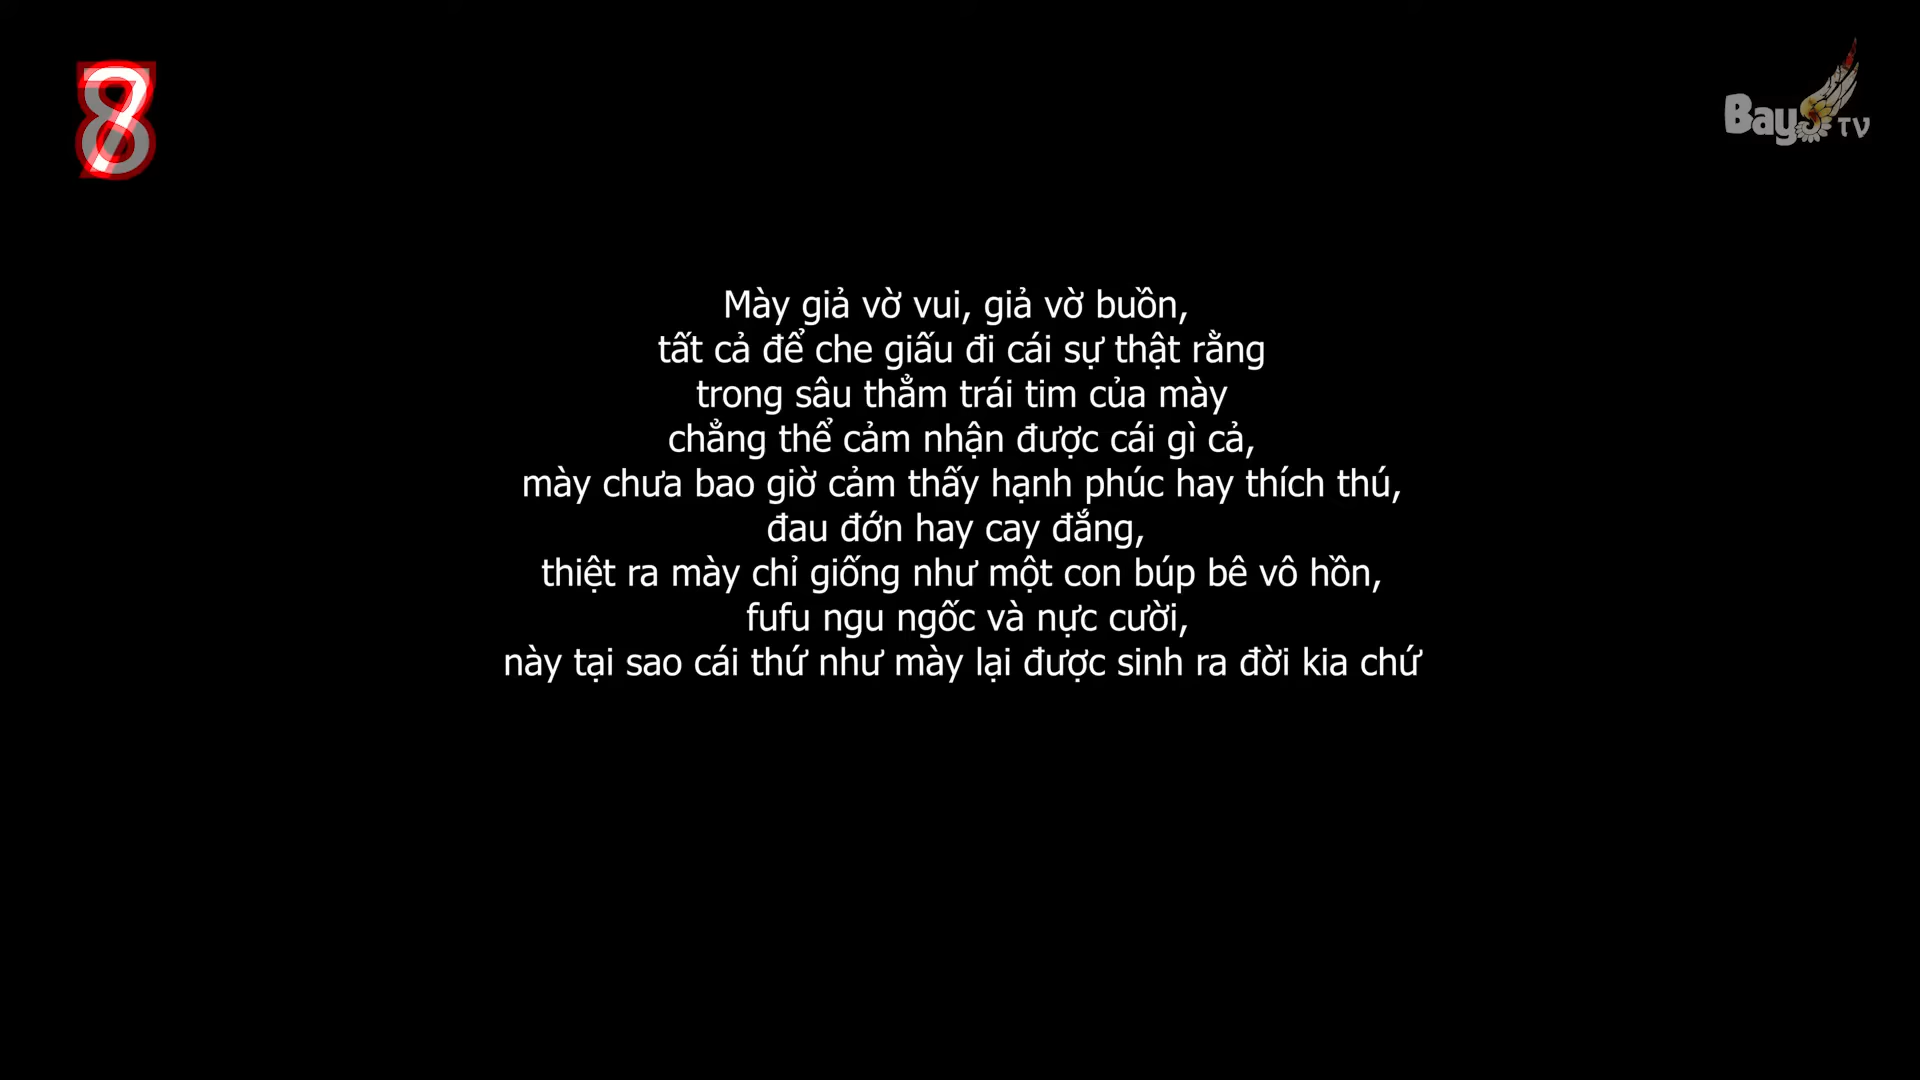 Bay TV
Mày giả vờ vui, giả vờ buồn,
tất cả để che giấu đi cái sự thật rằng
trong sâu thẳm trái tim của mày
chẳng thể cảm nhận được cái gì cả,
mày chưa bao giờ cảm thấy hạnh phúc hay thích thú,
đau đớn hay cay đắng,
thiệt ra mày chỉ giống như một con búp bê vô hồn,
fufu ngu ngốc và nực cười,
này tại sao cái thứ như mày lại được sinh ra đời kia chứ